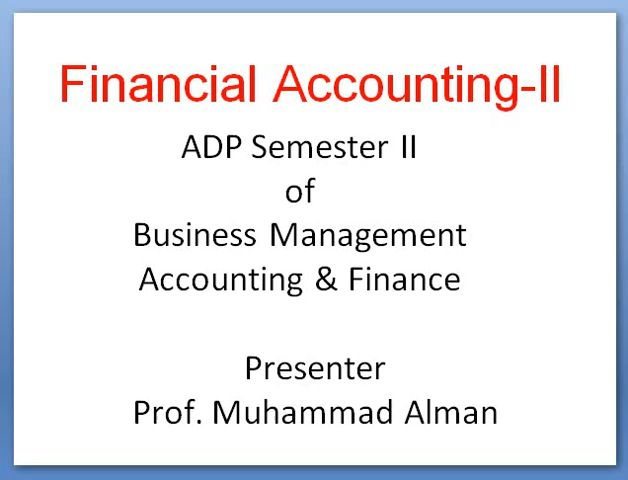 Financial Accounting-II
ADP Semester II
of
Business Management
Accounting & Finance
Presenter
Prof. Muhammad Alman